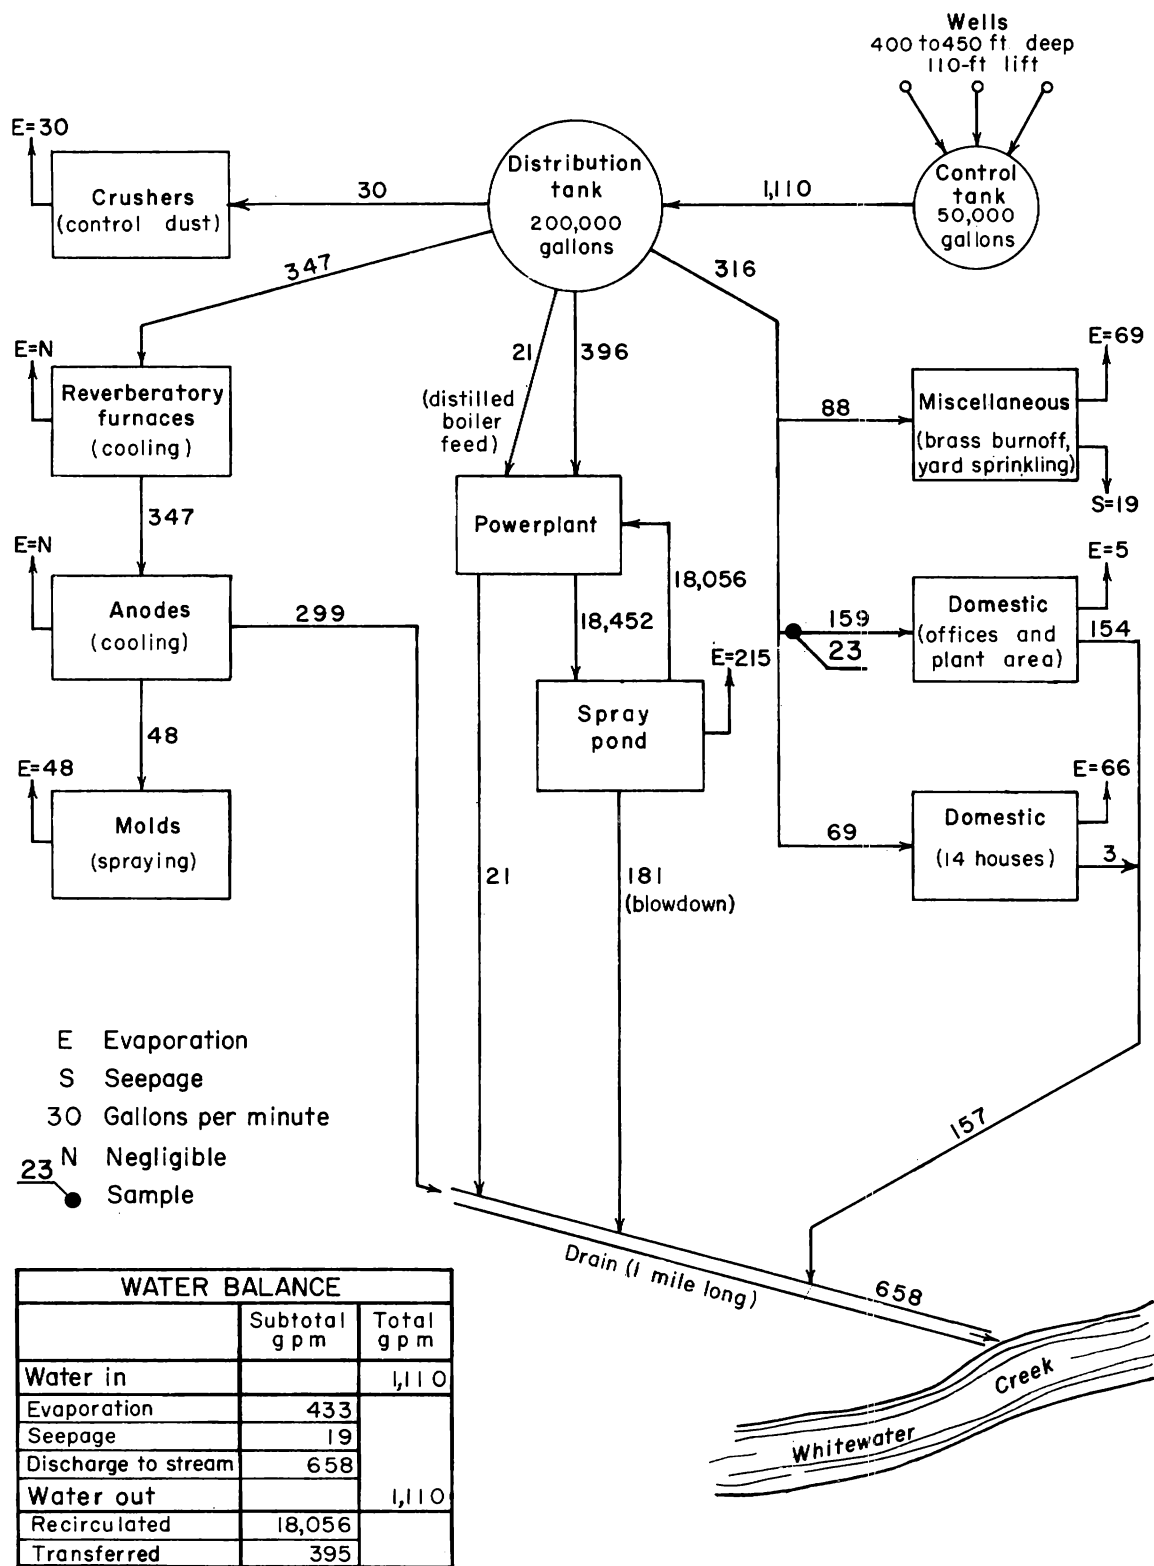 Wells
400 to 450 ft deep
110-ft lift
E=30
Crushers
(control dust)
30
Distribution
tank
200,000
gallons
1,110
Control
tank
50,000
gallons
347
316
21
396
(distilled
boiler
feed)
E=N
Reverberatory
furnaces
(cooling)
88
E=69
Miscellaneous
(brass burnoff,
yard sprinkling)
S=19
347
Powerplant
E=N
Anodes
(cooling)
299
18,452
18,056
159
23
E=5
Domestic
(offices and
plant area)
154
48
E=215
Spray
pond
E=48
Molds
(spraying)
69
E=66
Domestic
(14 houses)
3
21
181
(blowdown)
E Evaporation
S Seepage
30 Gallons per minute
N Negligible
23 Sample
157
Drain (1 mile long)
658
Whitewater Creek
WATER BALANCE
Subtotal Total
gpm gpm
Water in 1,110
Evaporation 433
Seepage 19
Discharge to stream 658
Water out 1,110
Recirculated 18,056
Transferred 395